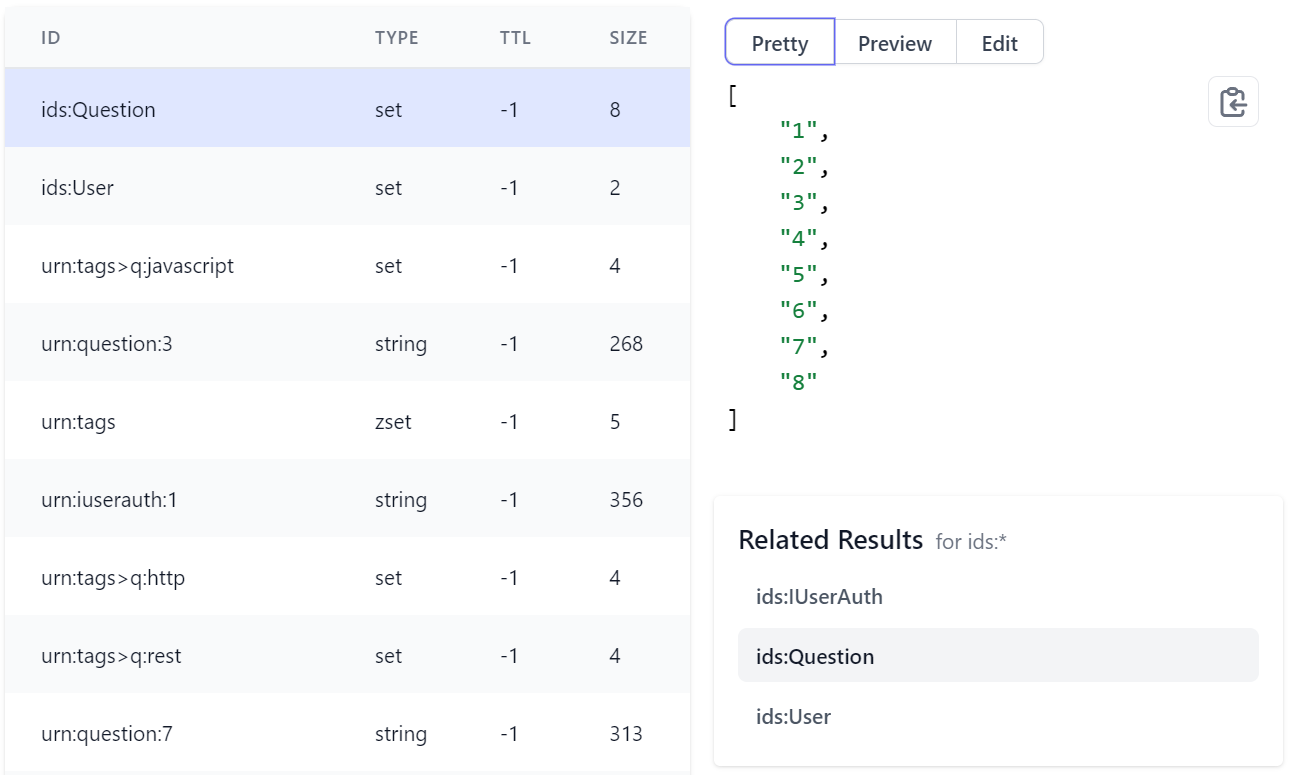 ID TYPE TTL SIZE
ids:Question set -1 8
ids:User set -1 2
urn:tags>q:javascript set -1 4
urn:question:3 string -1 268
urn:tags zset -1 5
urn:iuserauth:1 string -1 356
urn:tags>q:http set -1 4
urn:tags>q:rest set -1 4
urn:question:7 string -1 313
Pretty Preview Edit
[
"1",
"2",
"3",
"4",
"5",
"6",
"7",
"8"
]
Related Results for ids:*
ids:IUserAuth
ids:Question
ids:User